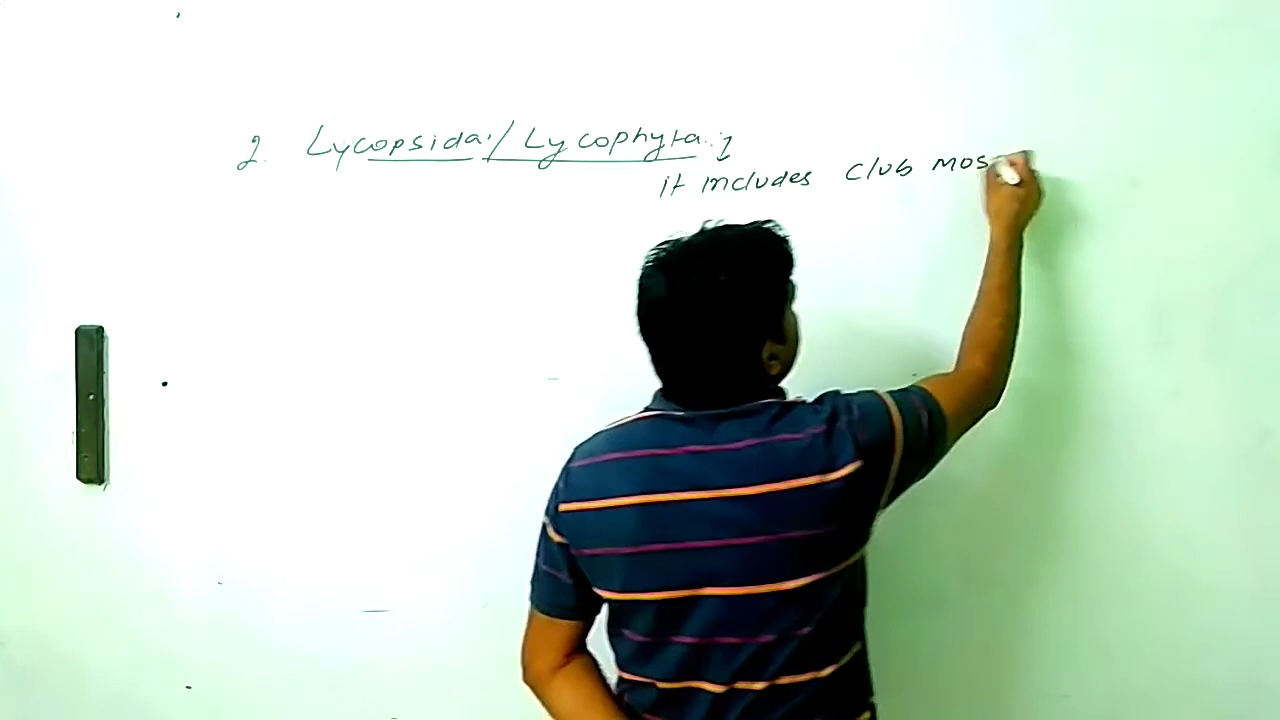 2. Lycopsida / Lycophyta :-
it includes Club mos